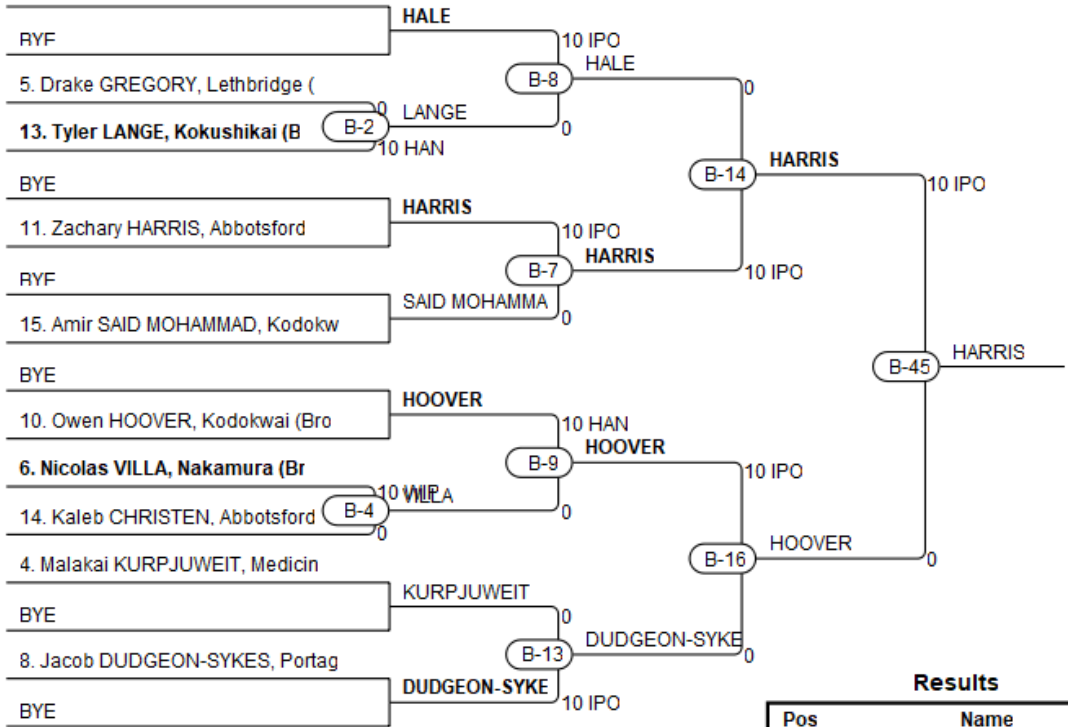 HALE
BYE
10 IPO
HALE
B-8
0
5. Drake GREGORY, Lethbridge (
0
LANGE
B-2
0
13. Tyler LANGE, Kokushikai (B
10 HAN
HARRIS
B-14
10 IPO
BYE
HARRIS
11. Zachary HARRIS, Abbotsford
10 IPO
HARRIS
B-7
10 IPO
BYE
SAID MOHAMMA
0
15. Amir SAID MOHAMMAD, Kodokw
HARRIS
B-45
BYE
HOOVER
10. Owen HOOVER, Kodokwai (Bro
10 HAN
HOOVER
B-9
10 IPO
6. Nicolas VILLA, Nakamura (Br
10
VILLA
B-4
0
14. Kaleb CHRISTEN, Abbotsford
0
HOOVER
B-16
0
4. Malakai KURPJUWEIT, Medicin
KURPJUWEIT
BYE
0
DUDGEON-SYKE
B-13
0
8. Jacob DUDGEON-SYKES, Portag
DUDGEON-SYKE
10 IPO
BYE
Results
Pos Name